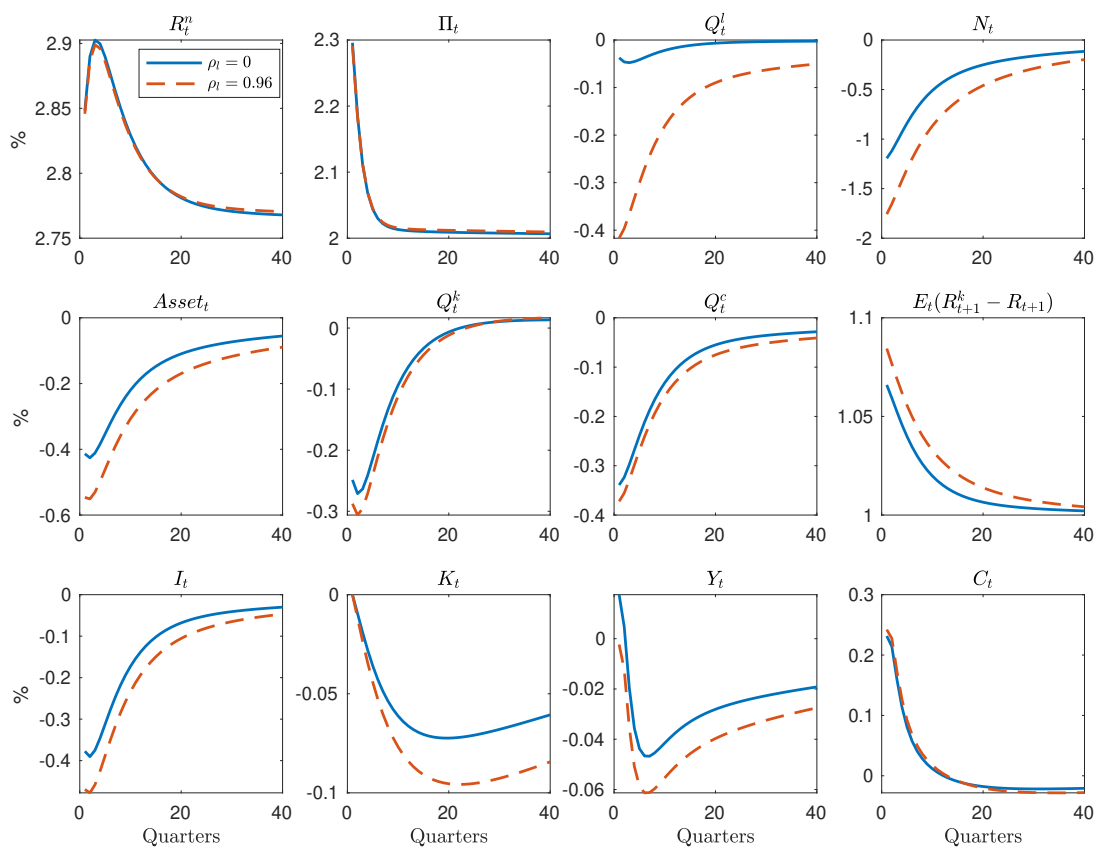 R_t^n Π_t Q_t^l N_t
2.9 2.3 0 0
ρ_l = 0
ρ_l = 0.96
-0.1 -0.5
2.2
2.85
% -0.2 -1
2.8 2.1
-0.3 -1.5
2.75 2 -0.4 -2
0 20 40 0 20 40 0 20 40 0 20 40
Asset_t Q_t^k Q_t^c E_t(R_{t+1}^k − R_{t+1})
0 0 0 1.1
-0.1
-0.2 -0.1
% -0.2 1.05
-0.4 -0.2
-0.3
-0.6 -0.3 -0.4 1
0 20 40 0 20 40 0 20 40 0 20 40
I_t K_t Y_t C_t
0 0 0.3
-0.1 0 0.2
-0.2 -0.02
% -0.05 0.1
-0.3 -0.04
-0.4 0
-0.1 -0.06
0 20 40 0 20 40 0 20 40 0 20 40
Quarters Quarters Quarters Quarters